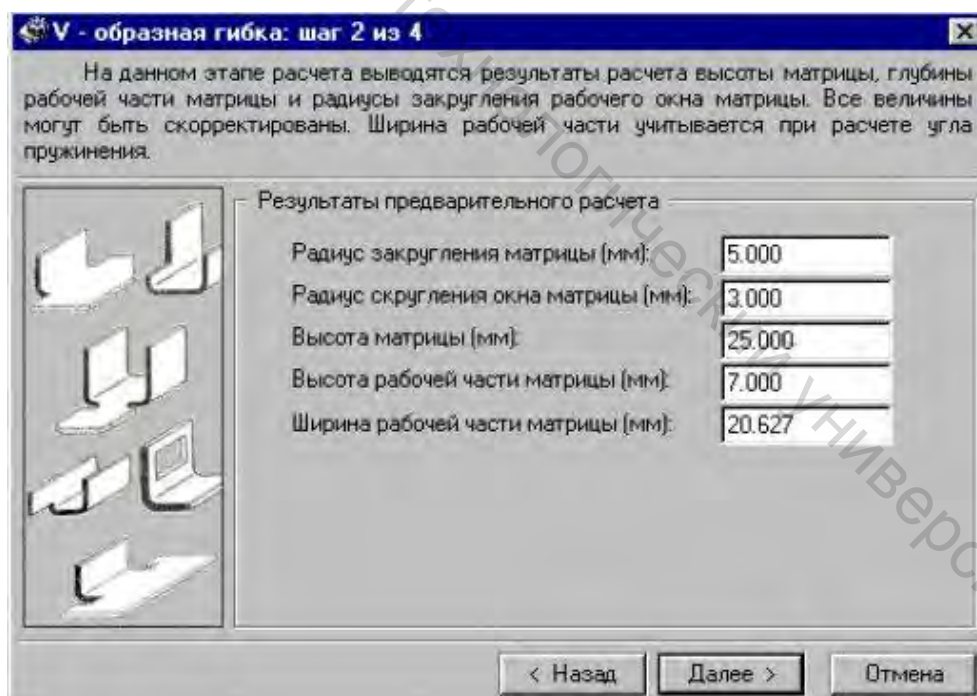 V - образная гибка: шаг 2 из 4
На данном этапе расчета выводятся результаты расчета высоты матрицы, глубины
рабочей части матрицы и радиусы закругления рабочего окна матрицы. Все величины
могут быть скорректированы. Ширина рабочей части учитывается при расчете угла
пружинения.
Результаты предварительного расчета
Радиус закругления матрицы (мм): 5.000
Радиус скругления окна матрицы (мм): 3.000
Высота матрицы (мм): 25.000
Высота рабочей части матрицы (мм): 7.000
Ширина рабочей части матрицы (мм): 20.627
< Назад Далее > Отмена